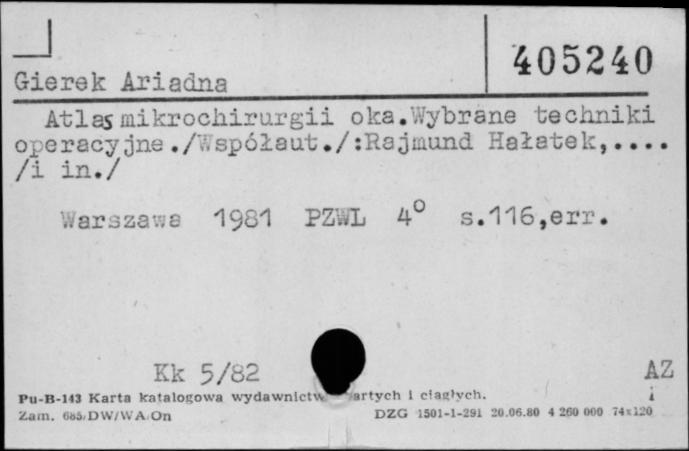 405240
Gierek Ariadna
Atlas mikrochirurgii oka.Wybrane techniki
operacyjne./Współaut./:Rajmund Hałatek,....
/i in./
Warszawa 1981 PZWL 4° s.116,err.
Kk 5/82
AZ
i
Pu-B-143 Karta katalogowa wydawnictw artych i ciągłych.
Zam. 685/DW/WA/On DZG 1501-1-291 20.06.80 4 260 000 74x120